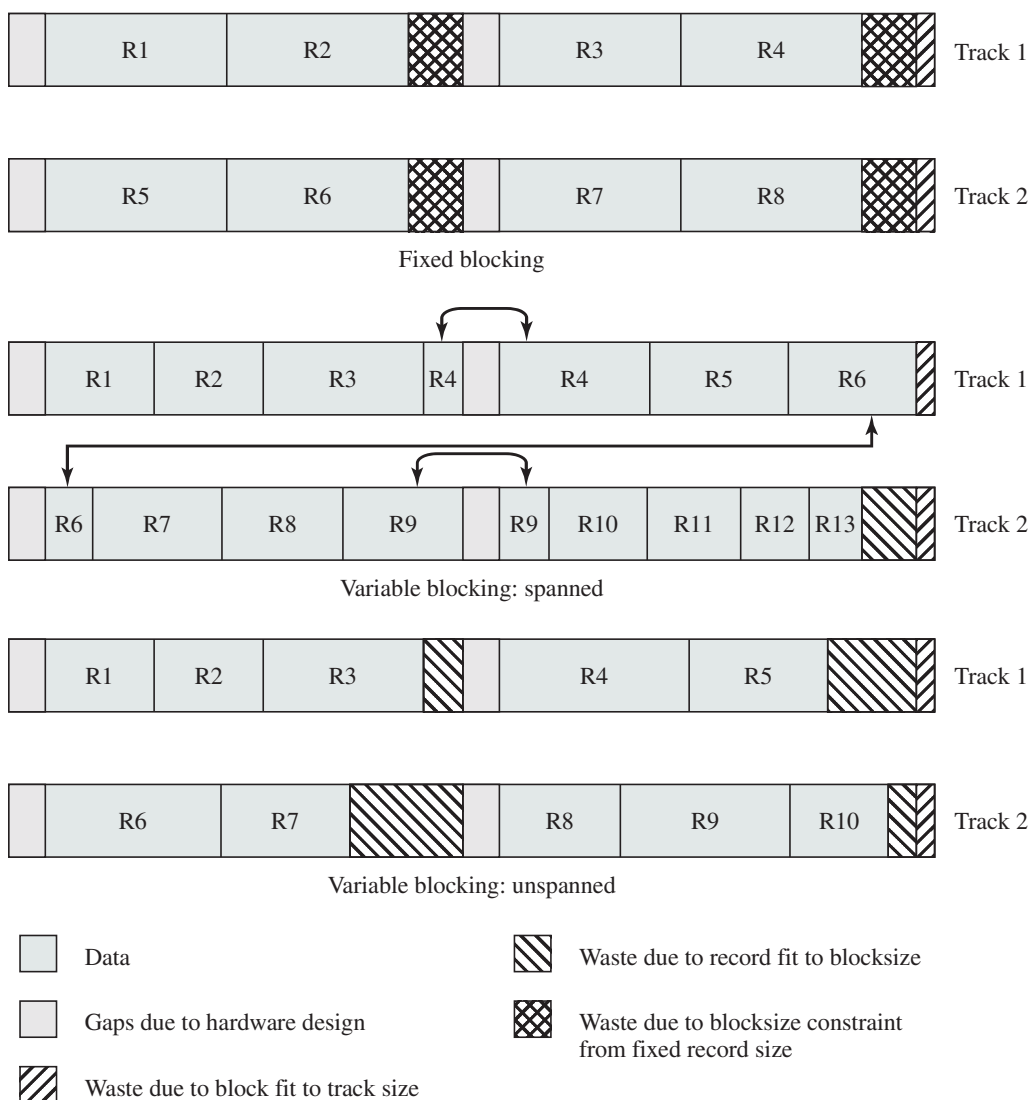 R1 R2 R3 R4 Track 1
R5 R6 R7 R8 Track 2
Fixed blocking
R1 R2 R3 R4 R4 R5 R6 Track 1
R6 R7 R8 R9 R9 R10 R11 R12 R13 Track 2
Variable blocking: spanned
R1 R2 R3 R4 R5 Track 1
R6 R7 R8 R9 R10 Track 2
Variable blocking: unspanned
Data
Gaps due to hardware design
Waste due to block fit to track size
Waste due to record fit to blocksize
Waste due to blocksize constraint
from fixed record size